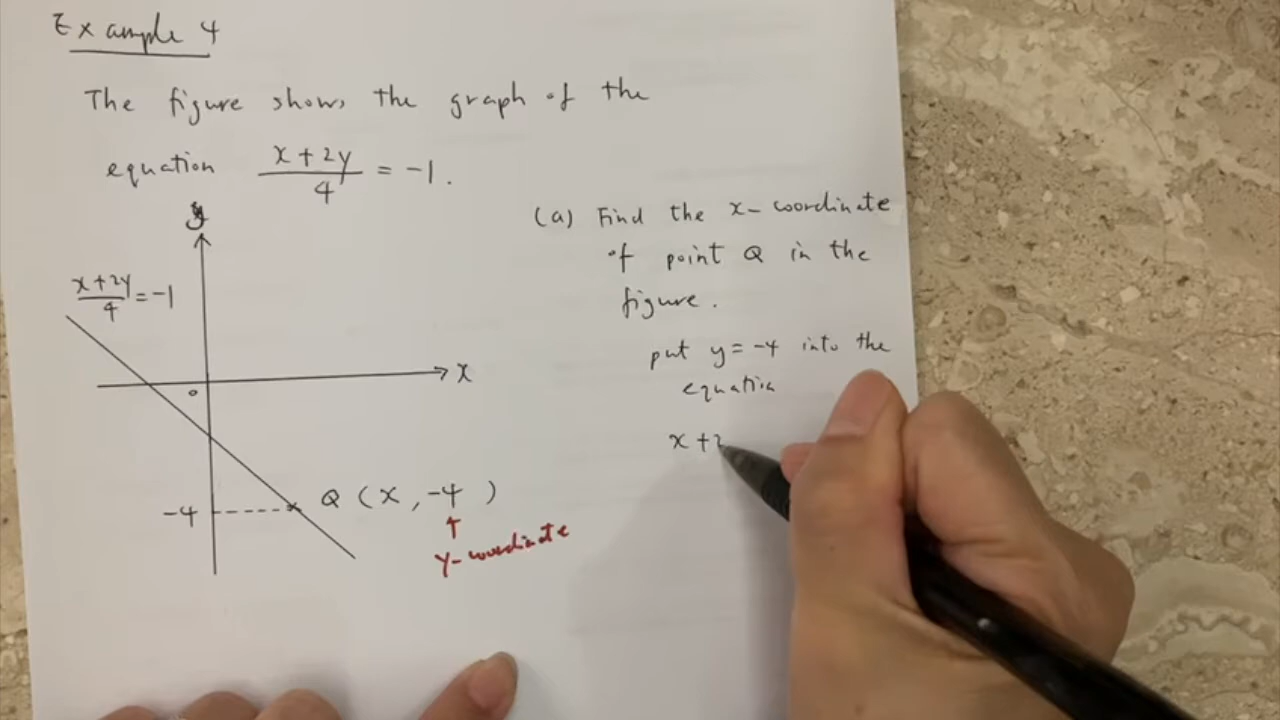 Example 4
The figure shows the graph of the
equation (x+2y)/4 = -1.
y
(x+2y)/4 = -1
x
o
-4
Q (x, -4 )
↑
y-coordinate
(a) Find the x-coordinate
of point Q in the
figure.
put y = -4 into the
equation
x + 2